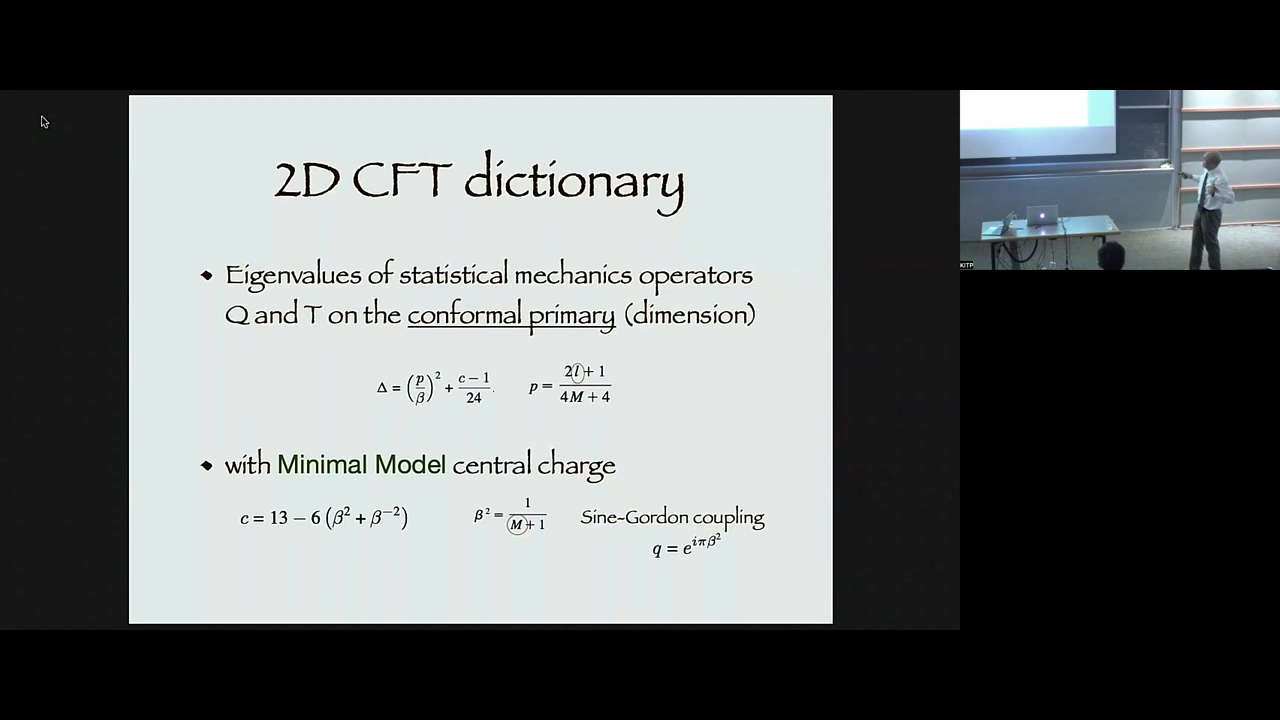 2D CFT dictionary
• Eigenvalues of statistical mechanics operators
Q and T on the conformal primary (dimension)
Δ = (p/β)² + (c − 1)/24. p = (2l + 1)/(4M + 4)
• with Minimal Model central charge
c = 13 − 6(β² + β⁻²) β² = 1/(M + 1) Sine-Gordon coupling
q = e^{iπβ²}
KITP